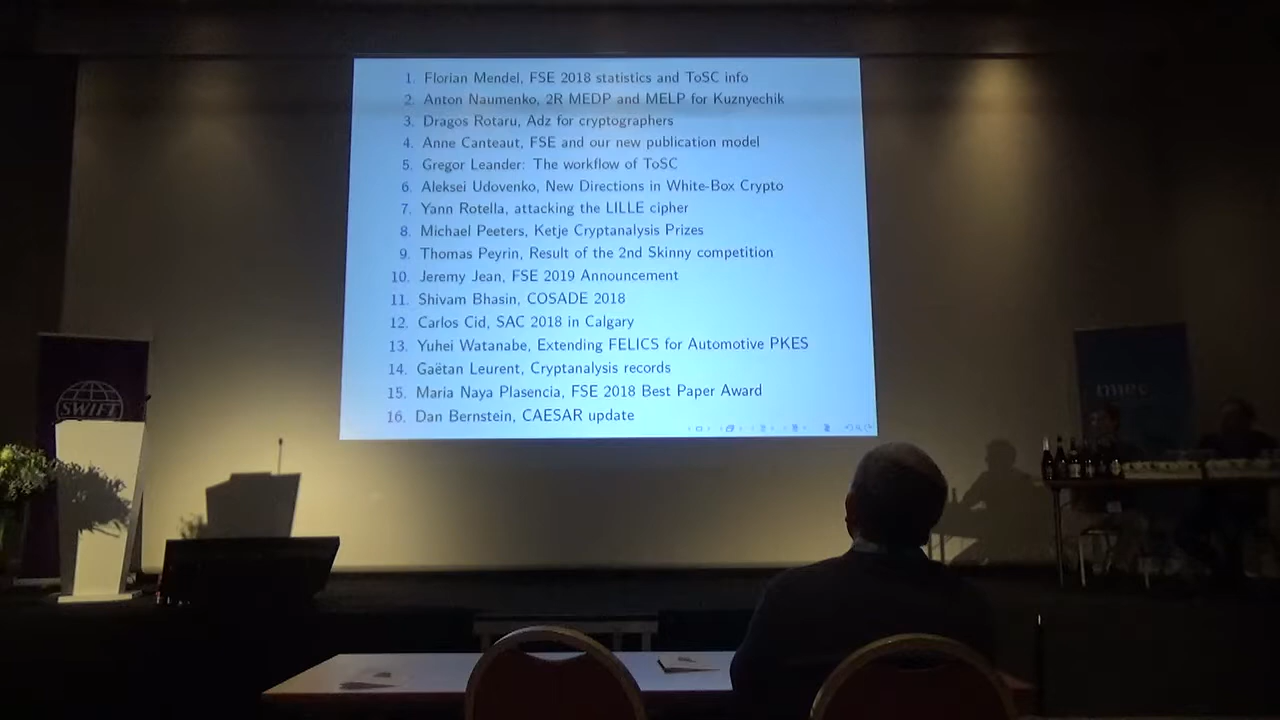 1. Florian Mendel, FSE 2018 statistics and ToSC info
2. Anton Naumenko, 2R MEDP and MELP for Kuznyechik
3. Dragos Rotaru, Adz for cryptographers
4. Anne Canteaut, FSE and our new publication model
5. Gregor Leander: The workflow of ToSC
6. Aleksei Udovenko, New Directions in White-Box Crypto
7. Yann Rotella, attacking the LILLE cipher
8. Michael Peeters, Ketje Cryptanalysis Prizes
9. Thomas Peyrin, Result of the 2nd Skinny competition
10. Jeremy Jean, FSE 2019 Announcement
11. Shivam Bhasin, COSADE 2018
12. Carlos Cid, SAC 2018 in Calgary
13. Yuhei Watanabe, Extending FELICS for Automotive PKES
14. Gaëtan Leurent, Cryptanalysis records
15. Maria Naya Plasencia, FSE 2018 Best Paper Award
16. Dan Bernstein, CAESAR update
SWIFT
imec